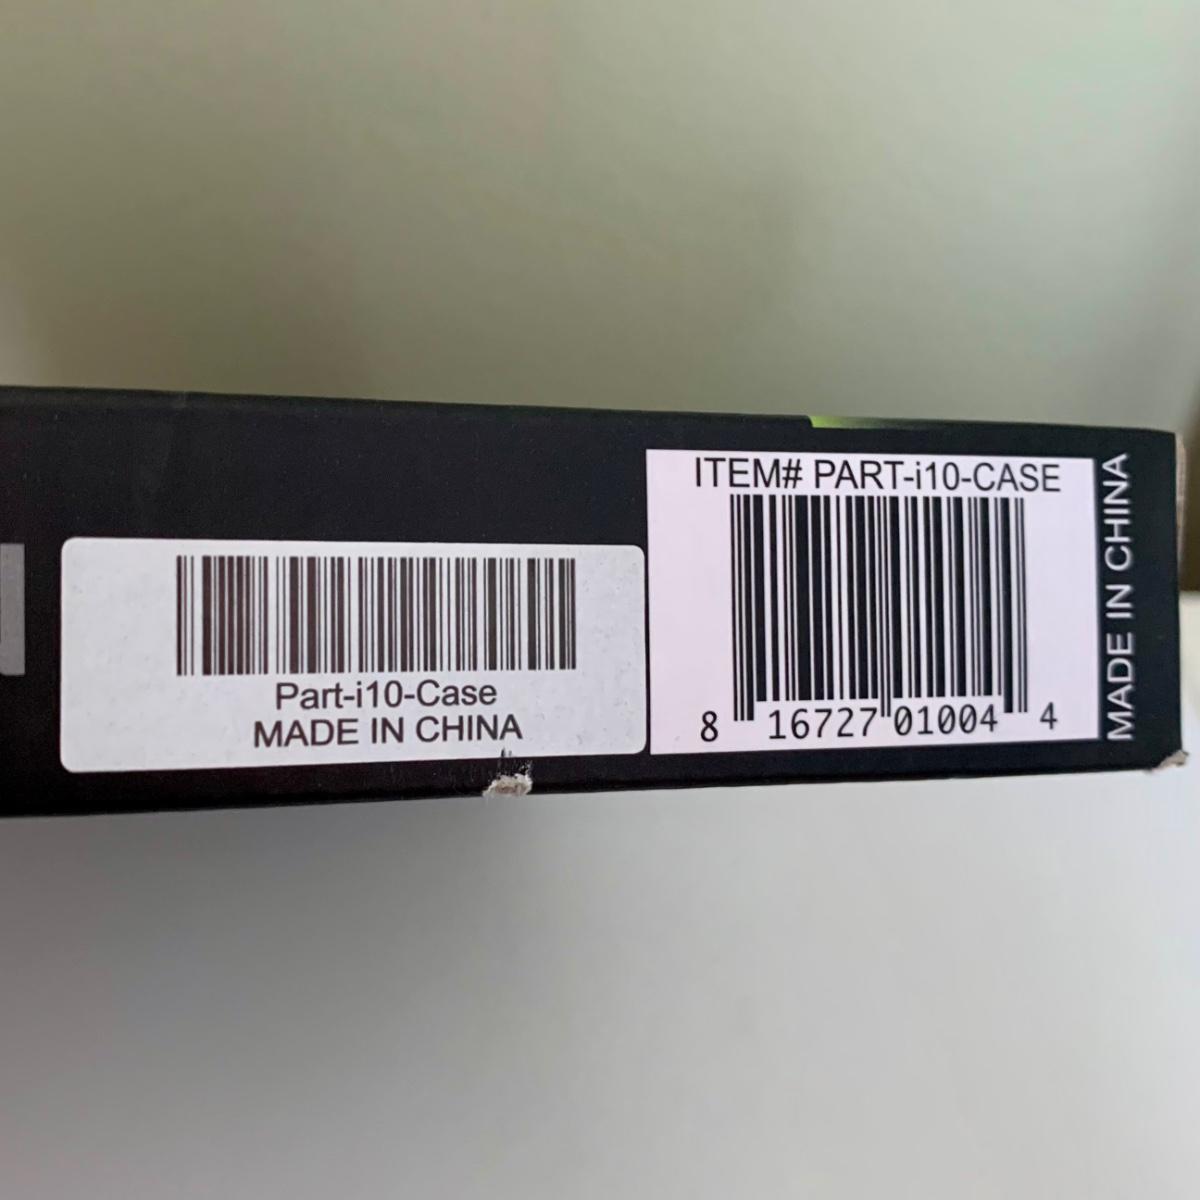 Part-i10-Case
MADE IN CHINA
ITEM# PART-i10-CASE
8 16727 01004 4
MADE IN CHINA